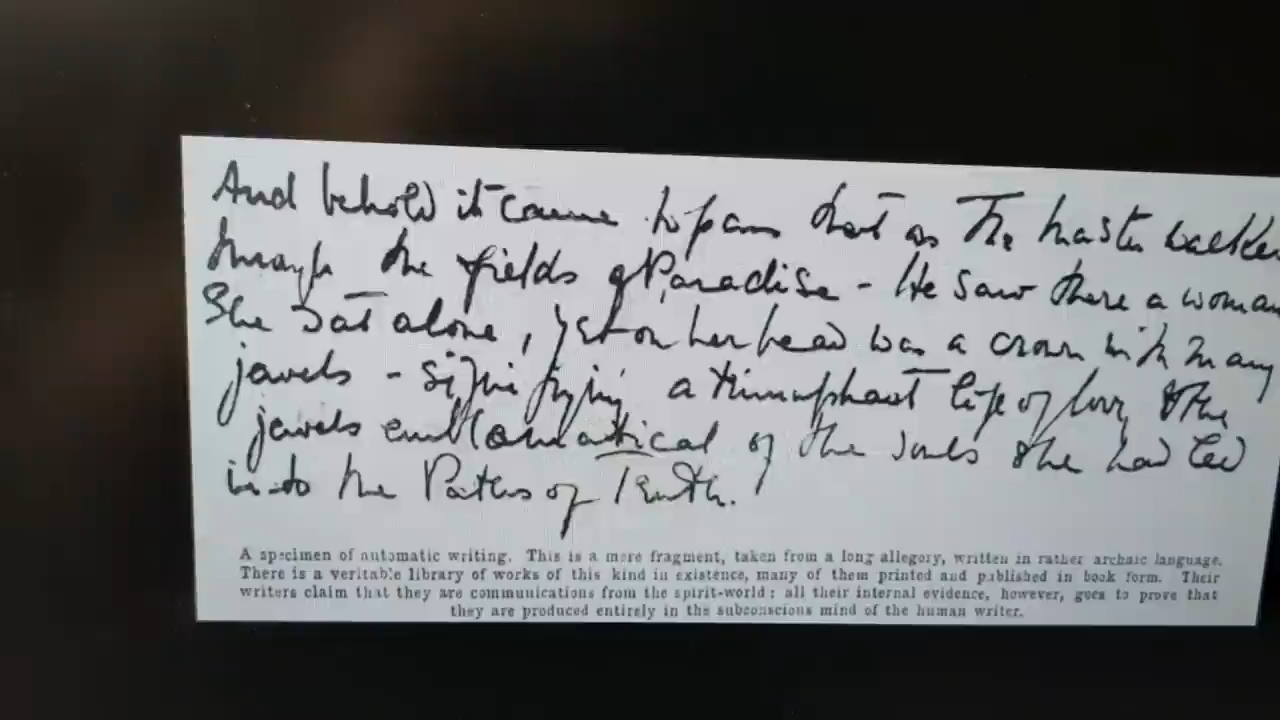 And behold it came to pass that as The Master walked
through the fields of Paradise - He saw there a woman
She sat alone, yet on her head was a crown with many
jewels - signifying a triumphant life of love & the
jewels emblematical of the souls she had led
into the Paths of Truth.
A specimen of automatic writing. This is a mere fragment, taken from a long allegory, written in rather archaic language.
There is a veritable library of works of this kind in existence, many of them printed and published in book form. Their
writers claim that they are communications from the spirit-world; all their internal evidence, however, goes to prove that
they are produced entirely in the subconscious mind of the human writer.